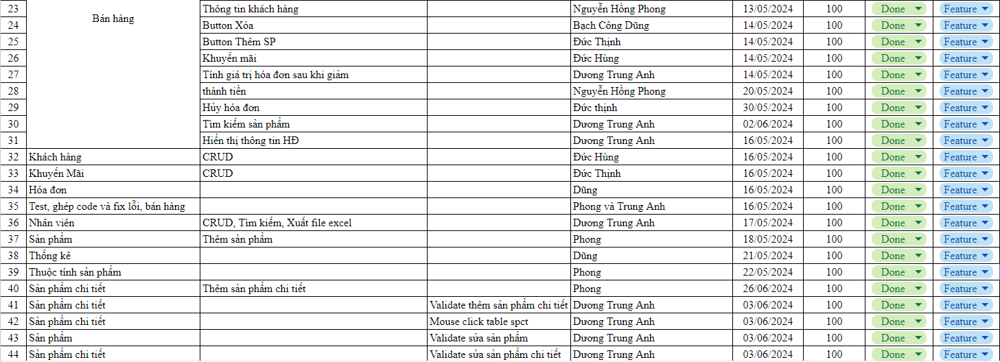 23 Thông tin khách hàng Nguyễn Hồng Phong 13/05/2024 100 Done Feature
Bán hàng
24 Button Xóa Bạch Công Dũng 14/05/2024 100 Done Feature
25 Button Thêm SP Đức Thịnh 14/05/2024 100 Done Feature
26 Khuyến mãi Đức Hùng 14/05/2024 100 Done Feature
27 Tính giá trị hóa đơn sau khi giảm Dương Trung Anh 14/05/2024 100 Done Feature
28 thành tiền Nguyễn Hồng Phong 20/05/2024 100 Done Feature
29 Hủy hóa đơn Đức thịnh 30/05/2024 100 Done Feature
30 Tìm kiếm sản phẩm Dương Trung Anh 02/06/2024 100 Done Feature
31 Hiển thị thông tin HĐ Dương Trung Anh 16/05/2024 100 Done Feature
32 Khách hàng CRUD Đức Hùng 16/05/2024 100 Done Feature
33 Khuyến Mãi CRUD Đức Thịnh 16/05/2024 100 Done Feature
34 Hóa đơn Dũng 16/05/2024 100 Done Feature
35 Test, ghép code và fix lỗi, bán hàng Phong và Trung Anh 16/05/2024 100 Done Feature
36 Nhân viên CRUD, Tìm kiếm, Xuất file excel Dương Trung Anh 17/05/2024 100 Done Feature
37 Sản phẩm Thêm sản phẩm Phong 18/05/2024 100 Done Feature
38 Thống kê Dũng 21/05/2024 100 Done Feature
39 Thuộc tính sản phẩm Phong 22/05/2024 100 Done Feature
40 Sản phẩm chi tiết Thêm sản phẩm chi tiết Phong 26/06/2024 100 Done Feature
41 Sản phẩm chi tiết Validate thêm sản phẩm chi tiết Dương Trung Anh 03/06/2024 100 Done Feature
42 Sản phẩm chi tiết Mouse click table spct Dương Trung Anh 03/06/2024 100 Done Feature
43 Sản phẩm Validate sửa sản phẩm Dương Trung Anh 03/06/2024 100 Done Feature
44 Sản phẩm chi tiết Validate sửa sản phẩm chi tiết Dương Trung Anh 03/06/2024 100 Done Feature